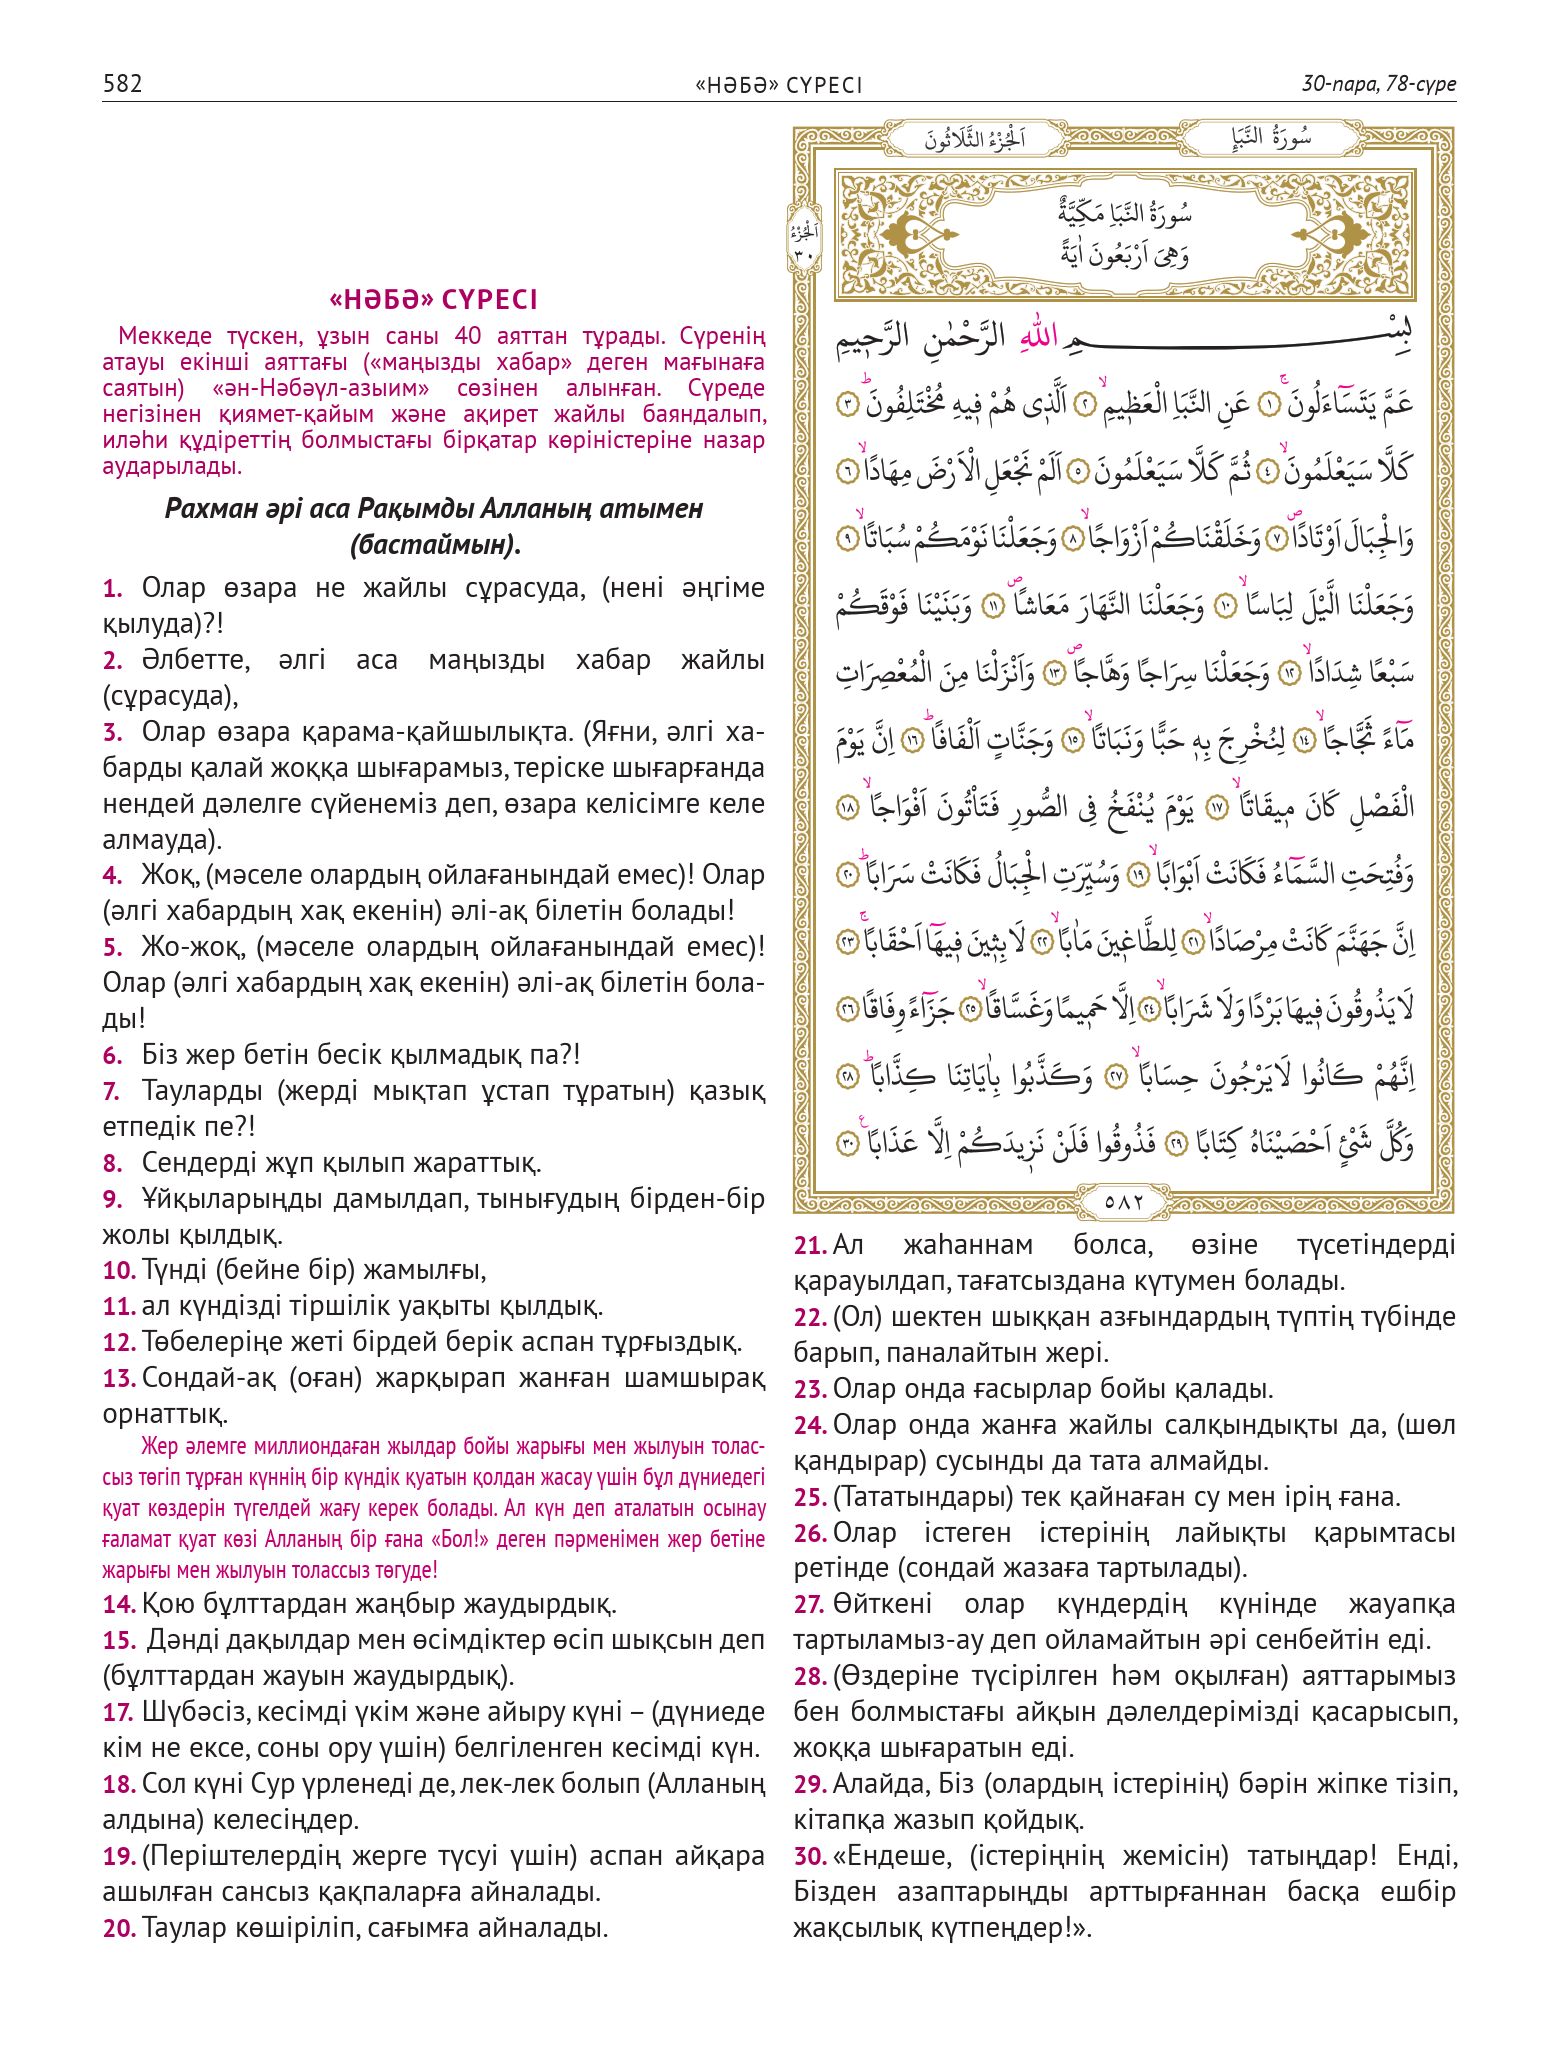 582
«НӘБӘ» СҮРЕСІ
30-пара, 78-сүре
«НӘБӘ» СҮРЕСІ
Меккеде түскен, ұзын саны 40 аяттан тұрады. Сүренің
атауы екінші аяттағы («маңызды хабар» деген мағынаға
саятын) «ән-Нәбәүл-азыим» сөзінен алынған. Сүреде
негізінен қиямет-қайым және ақирет жайлы баяндалып,
иләһи құдіреттің болмыстағы бірқатар көріністеріне назар
аударылады.
Рахман әрі аса Рақымды Алланың атымен
(бастаймын).
1. Олар өзара не жайлы сұрасуда, (нені әңгіме
қылуда)?!
2. Әлбетте, әлгі аса маңызды хабар жайлы
(сұрасуда),
3. Олар өзара қарама-қайшылықта. (Яғни, әлгі ха-
барды қалай жоққа шығарамыз, теріске шығарғанда
нендей дәлелге сүйенеміз деп, өзара келісімге келе
алмауда).
4. Жоқ, (мәселе олардың ойлағанындай емес)! Олар
(әлгі хабардың хақ екенін) әлі-ақ білетін болады!
5. Жо-жоқ, (мәселе олардың ойлағанындай емес)!
Олар (әлгі хабардың хақ екенін) әлі-ақ білетін бола-
ды!
6. Біз жер бетін бесік қылмадық па?!
7. Тауларды (жерді мықтап ұстап тұратын) қазық
етпедік пе?!
8. Сендерді жұп қылып жараттық.
9. Ұйқыларыңды дамылдап, тынығудың бірден-бір
жолы қылдық.
10. Түнді (бейне бір) жамылғы,
11. ал күндізді тіршілік уақыты қылдық.
12. Төбелеріңе жеті бірдей берік аспан тұрғыздық.
13. Сондай-ақ (оған) жарқырап жанған шамшырақ
орнаттық.
Жер әлемге миллиондаған жылдар бойы жарығы мен жылуын толас-
сыз төгіп тұрған күннің бір күндік қуатын қолдан жасау үшін бұл дүниедегі
қуат көздерін түгелдей жағу керек болады. Ал күн деп аталатын осынау
ғаламат қуат көзі Алланың бір ғана «Бол!» деген пәрменімен жер бетіне
жарығы мен жылуын толассыз төгуде!
14. Қою бұлттардан жаңбыр жаудырдық.
15. Дәнді дақылдар мен өсімдіктер өсіп шықсын деп
(бұлттардан жауын жаудырдық).
17. Шүбәсіз, кесімді үкім және айыру күні – (дүниеде
кім не ексе, соны ору үшін) белгіленген кесімді күн.
18. Сол күні Сур үрленеді де, лек-лек болып (Алланың
алдына) келесіңдер.
19. (Періштелердің жерге түсуі үшін) аспан айқара
ашылған сансыз қақпаларға айналады.
20. Таулар көшіріліп, сағымға айналады.
سُورَةُ النَّبَاِ
اَلْجُزْءُ الثَّلَاثُونَ
اَلْجُزْءُ
٣٠
سُورَةُ النَّبَاِ مَكِّيَّةٌ
وَهِىَ اَرْبَعُونَ اٰيَةً
بِسْمِ اللّٰهِ الرَّحْمٰنِ الرَّحٖيمِ
عَمَّ يَتَسَٓاءَلُونَۚ ١ عَنِ النَّبَاِ الْعَظٖيمِۙ ٢ اَلَّذٖى هُمْ فٖيهِ مُخْتَلِفُونَؕ ٣
كَلَّا سَيَعْلَمُونَۙ ٤ ثُمَّ كَلَّا سَيَعْلَمُونَ ٥ اَلَمْ نَجْعَلِ الْاَرْضَ مِهَادًاۙ ٦
وَالْجِبَالَ اَوْتَادًاࣕ ٧ وَخَلَقْنَاكُمْ اَزْوَاجًاۙ ٨ وَجَعَلْنَا نَوْمَكُمْ سُبَاتًاۙ ٩
وَجَعَلْنَا الَّيْلَ لِبَاسًاۙ ١٠ وَجَعَلْنَا النَّهَارَ مَعَاشًاࣕ ١١ وَبَنَيْنَا فَوْقَكُمْ
سَبْعًا شِدَادًاۙ ١٢ وَجَعَلْنَا سِرَاجًا وَهَّاجًاࣕ ١٣ وَاَنْزَلْنَا مِنَ الْمُعْصِرَاتِ
مَٓاءً ثَجَّاجًاۙ ١٤ لِنُخْرِجَ بِهٖ حَبًّا وَنَبَاتًاۙ ١٥ وَجَنَّاتٍ اَلْفَافًاؕ ١٦ اِنَّ يَوْمَ
الْفَصْلِ كَانَ مٖيقَاتًاۙ ١٧ يَوْمَ يُنْفَخُ فِى الصُّورِ فَتَاْتُونَ اَفْوَاجًاۙ ١٨
وَفُتِحَتِ السَّمَٓاءُ فَكَانَتْ اَبْوَابًاۙ ١٩ وَسُيِّرَتِ الْجِبَالُ فَكَانَتْ سَرَابًاؕ ٢٠
اِنَّ جَهَنَّمَ كَانَتْ مِرْصَادًاۙ ٢١ لِلطَّاغٖينَ مَاٰبًاۙ ٢٢ لَابِثٖينَ فٖيهَٓا اَحْقَابًاۚ ٢٣
لَا يَذُوقُونَ فٖيهَا بَرْدًا وَلَا شَرَابًاۙ ٢٤ اِلَّا حَمٖيمًا وَغَسَّاقًاۙ ٢٥ جَزَٓاءً وِفَاقًا ٢٦
اِنَّهُمْ كَانُوا لَا يَرْجُونَ حِسَابًاۙ ٢٧ وَكَذَّبُوا بِاٰيَاتِنَا كِذَّابًاؕ ٢٨
وَكُلَّ شَیْءٍ اَحْصَيْنَاهُ كِتَابًا ٢٩ فَذُوقُوا فَلَنْ نَزٖيدَكُمْ اِلَّا عَذَابًا ع ٣٠
٥٨٢
21. Ал жаһаннам болса, өзіне түсетіндерді
қарауылдап, тағатсыздана күтумен болады.
22. (Ол) шектен шыққан азғындардың түптің түбінде
барып, паналайтын жері.
23. Олар онда ғасырлар бойы қалады.
24. Олар онда жанға жайлы салқындықты да, (шөл
қандырар) сусынды да тата алмайды.
25. (Тататындары) тек қайнаған су мен ірің ғана.
26. Олар істеген істерінің лайықты қарымтасы
ретінде (сондай жазаға тартылады).
27. Өйткені олар күндердің күнінде жауапқа
тартыламыз-ау деп ойламайтын әрі сенбейтін еді.
28. (Өздеріне түсірілген һәм оқылған) аяттарымыз
бен болмыстағы айқын дәлелдерімізді қасарысып,
жоққа шығаратын еді.
29. Алайда, Біз (олардың істерінің) бәрін жіпке тізіп,
кітапқа жазып қойдық.
30. «Ендеше, (істеріңнің жемісін) татыңдар! Енді,
Бізден азаптарыңды арттырғаннан басқа ешбір
жақсылық күтпеңдер!».